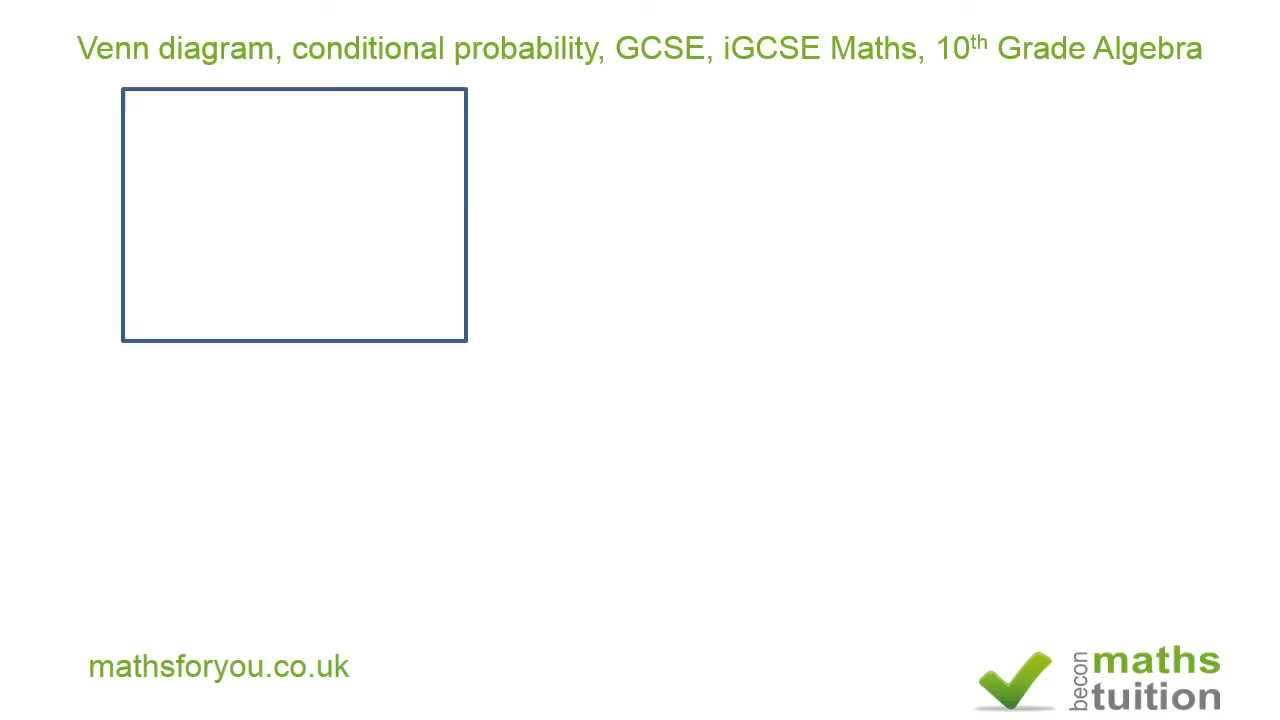 Venn diagram, conditional probability, GCSE, iGCSE Maths, 10th Grade Algebra
mathsforyou.co.uk
becon
maths
tuition